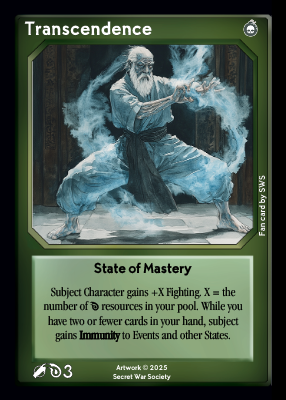 Transcendence
State of Mastery
Subject Character gains +X Fighting. X = the
number of resources in your pool. While you
have two or fewer cards in your hand, subject
gains Immunity to Events and other States.
3
Artwork © 2025
Secret War Society
Fan card by SWS